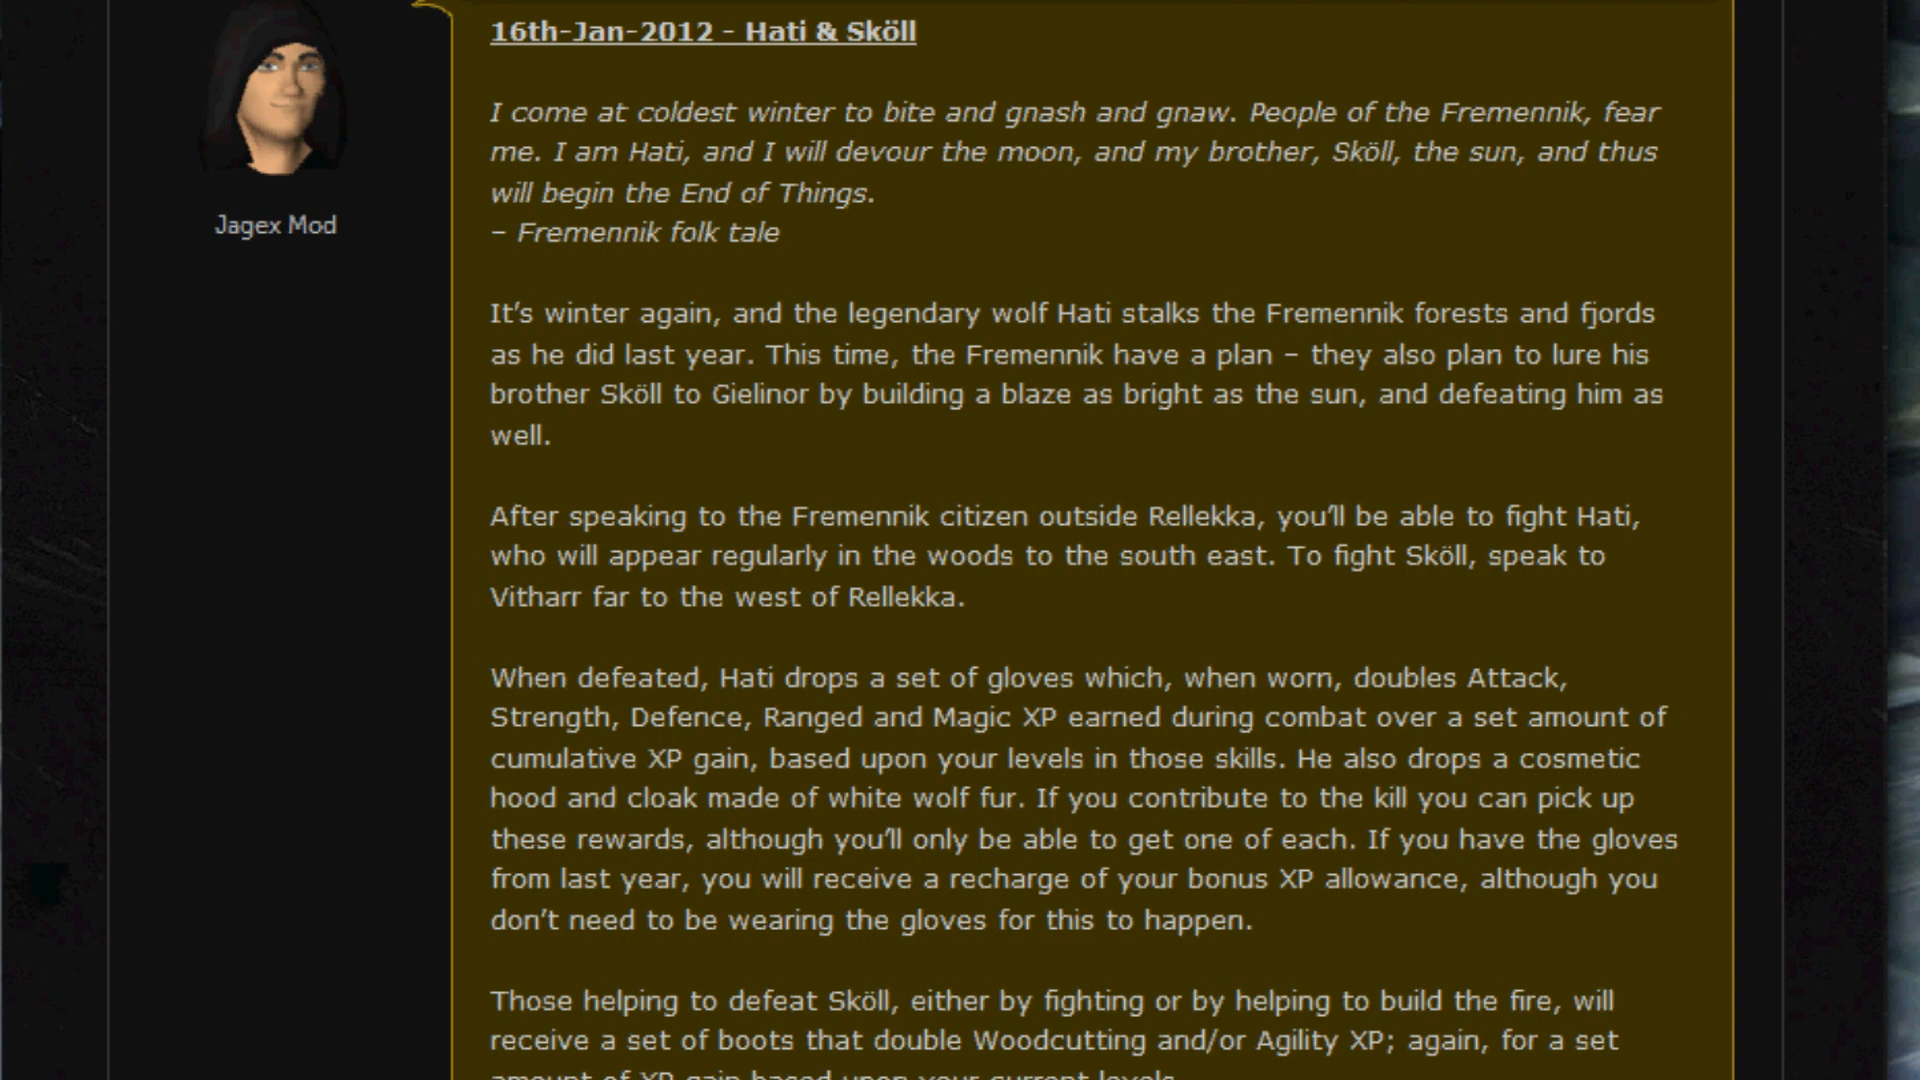 16th-Jan-2012 - Hati & Sköll
I come at coldest winter to bite and gnash and gnaw. People of the Fremennik, fear
me. I am Hati, and I will devour the moon, and my brother, Sköll, the sun, and thus
will begin the End of Things.
– Fremennik folk tale
Jagex Mod
It’s winter again, and the legendary wolf Hati stalks the Fremennik forests and fjords
as he did last year. This time, the Fremennik have a plan – they also plan to lure his
brother Sköll to Gielinor by building a blaze as bright as the sun, and defeating him as
well.
After speaking to the Fremennik citizen outside Rellekka, you’ll be able to fight Hati,
who will appear regularly in the woods to the south east. To fight Sköll, speak to
Vitharr far to the west of Rellekka.
When defeated, Hati drops a set of gloves which, when worn, doubles Attack,
Strength, Defence, Ranged and Magic XP earned during combat over a set amount of
cumulative XP gain, based upon your levels in those skills. He also drops a cosmetic
hood and cloak made of white wolf fur. If you contribute to the kill you can pick up
these rewards, although you’ll only be able to get one of each. If you have the gloves
from last year, you will receive a recharge of your bonus XP allowance, although you
don’t need to be wearing the gloves for this to happen.
Those helping to defeat Sköll, either by fighting or by helping to build the fire, will
receive a set of boots that double Woodcutting and/or Agility XP; again, for a set
amount of XP gain based upon your current levels.